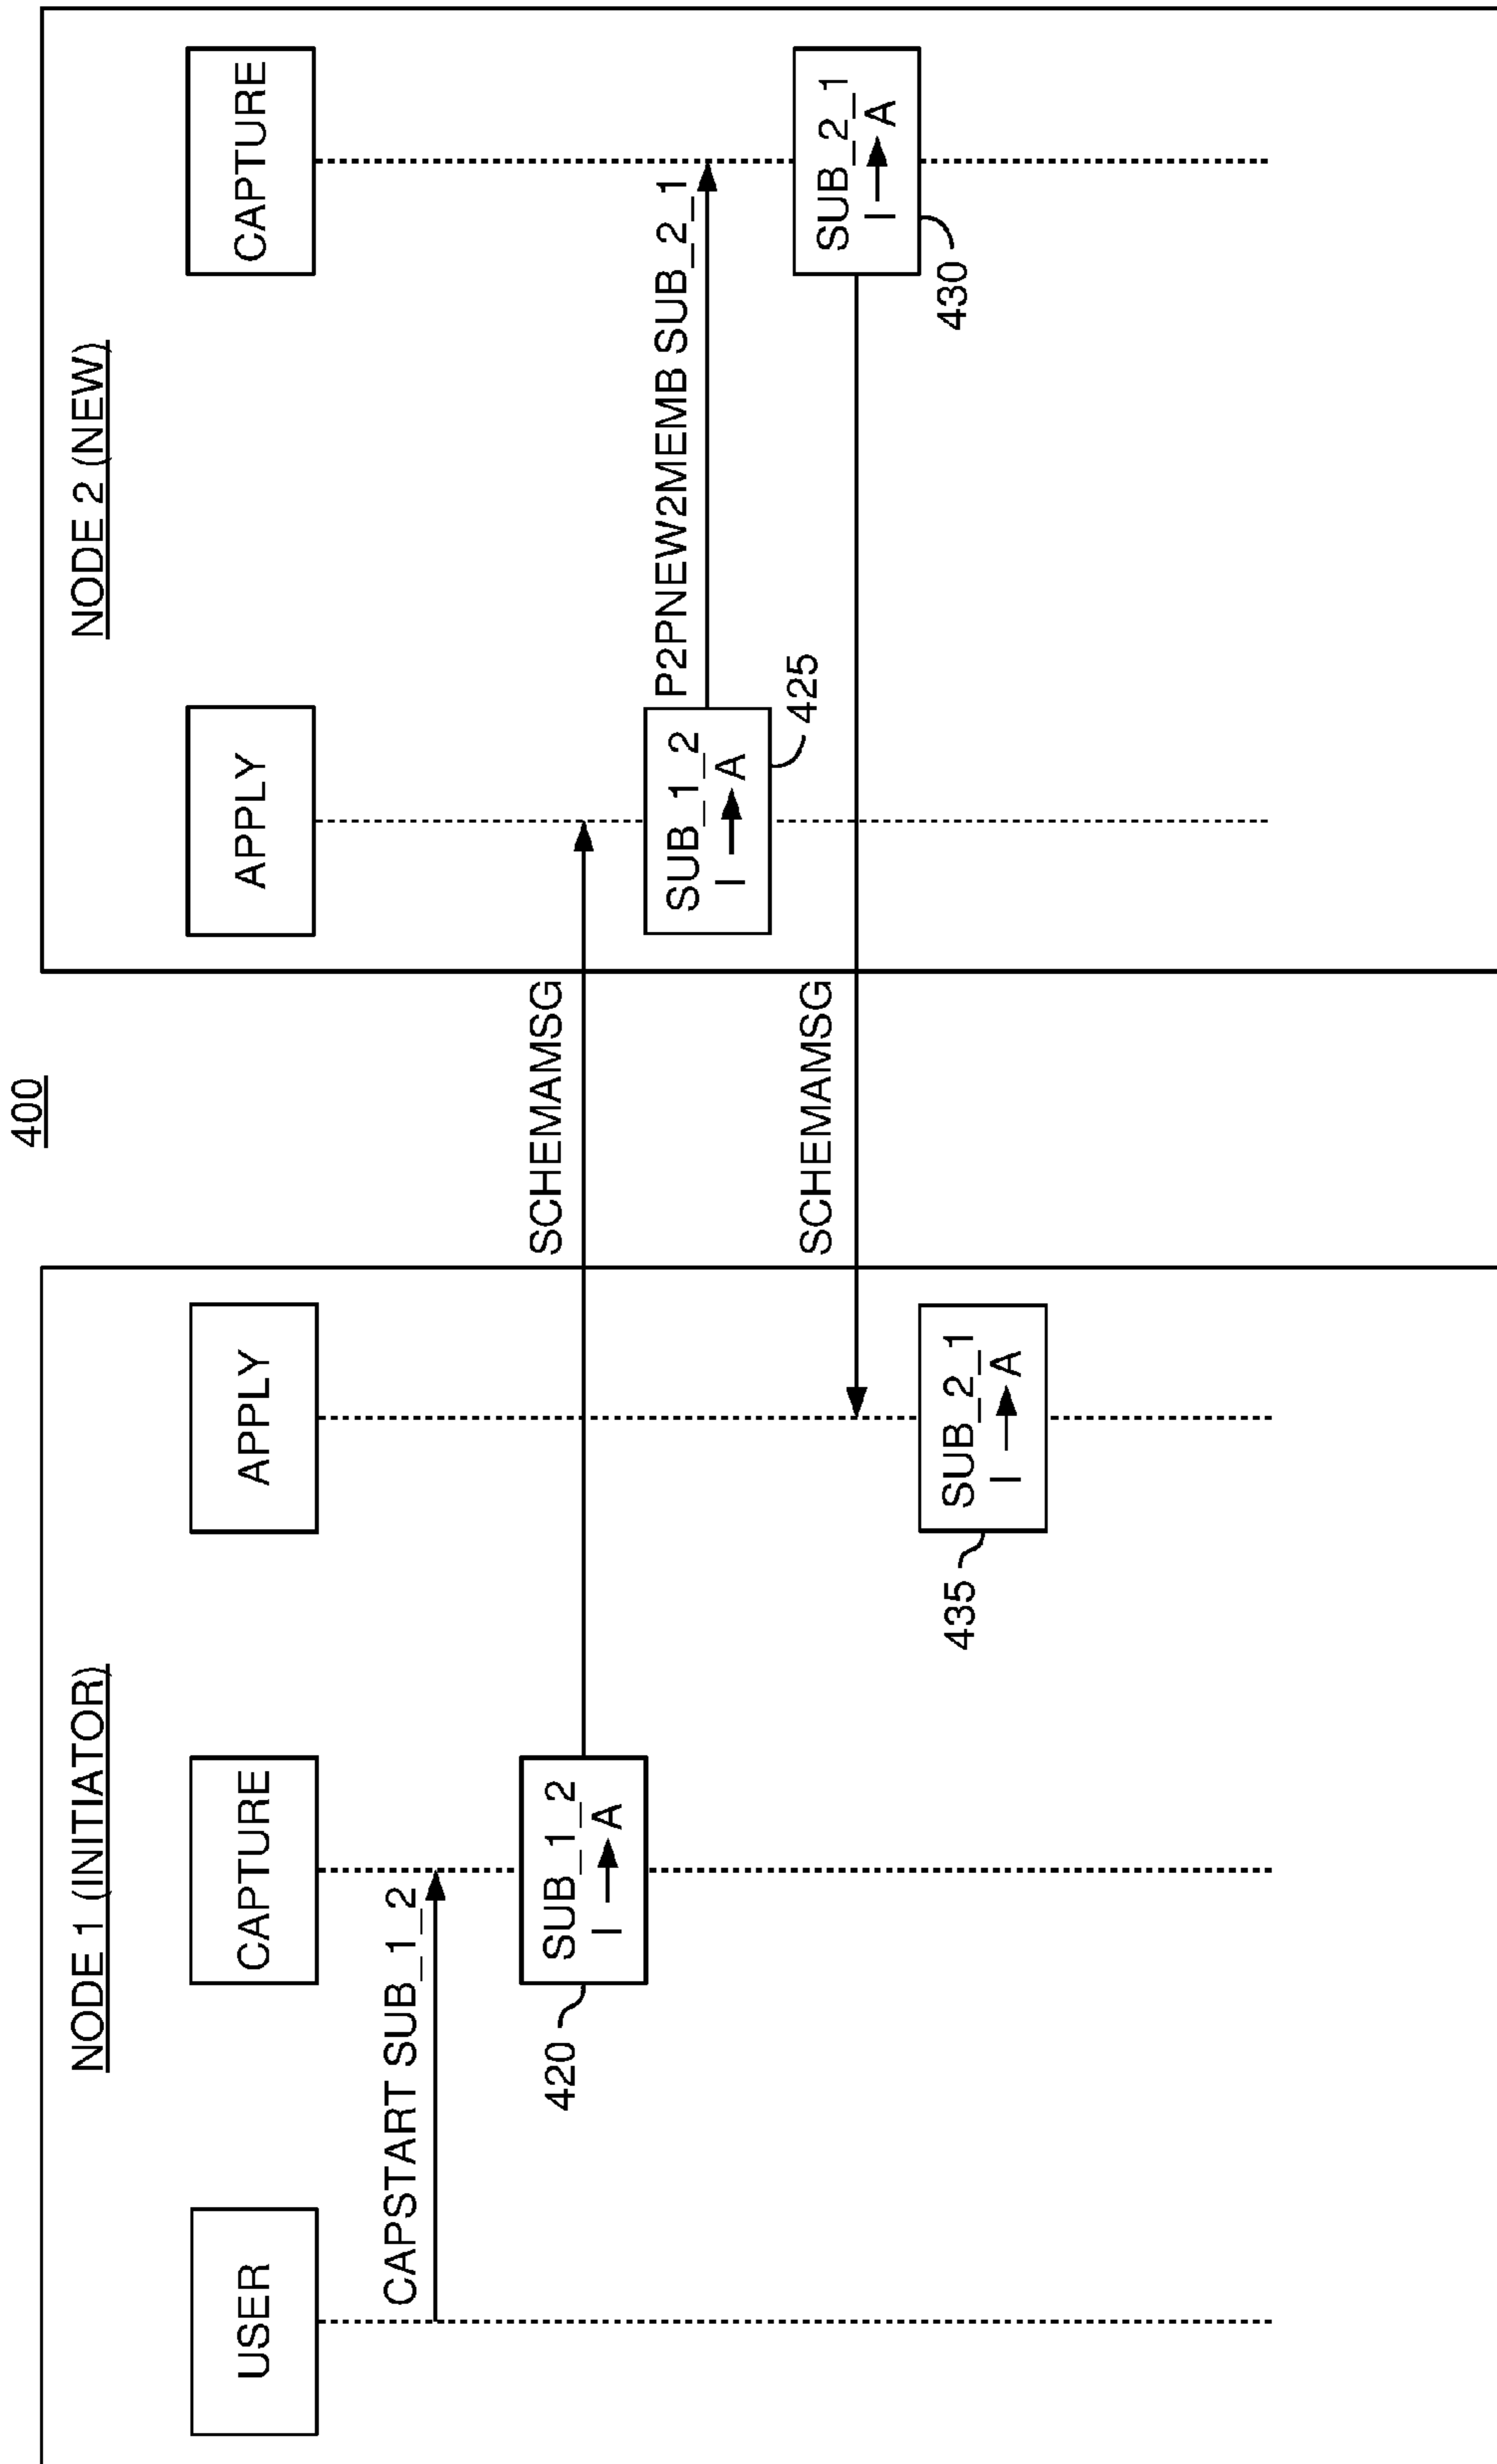 400
NODE 1 (INITIATOR)
NODE 2 (NEW)
USER
CAPTURE
APPLY
APPLY
CAPTURE
CAPSTART SUB_1_2
SUB_1_2
I A
420
SCHEMAMSG
SUB_1_2
I A
425
P2PNEW2MEMB SUB_2_1
SUB_2_1
I A
430
SCHEMAMSG
SUB_2_1
I A
435